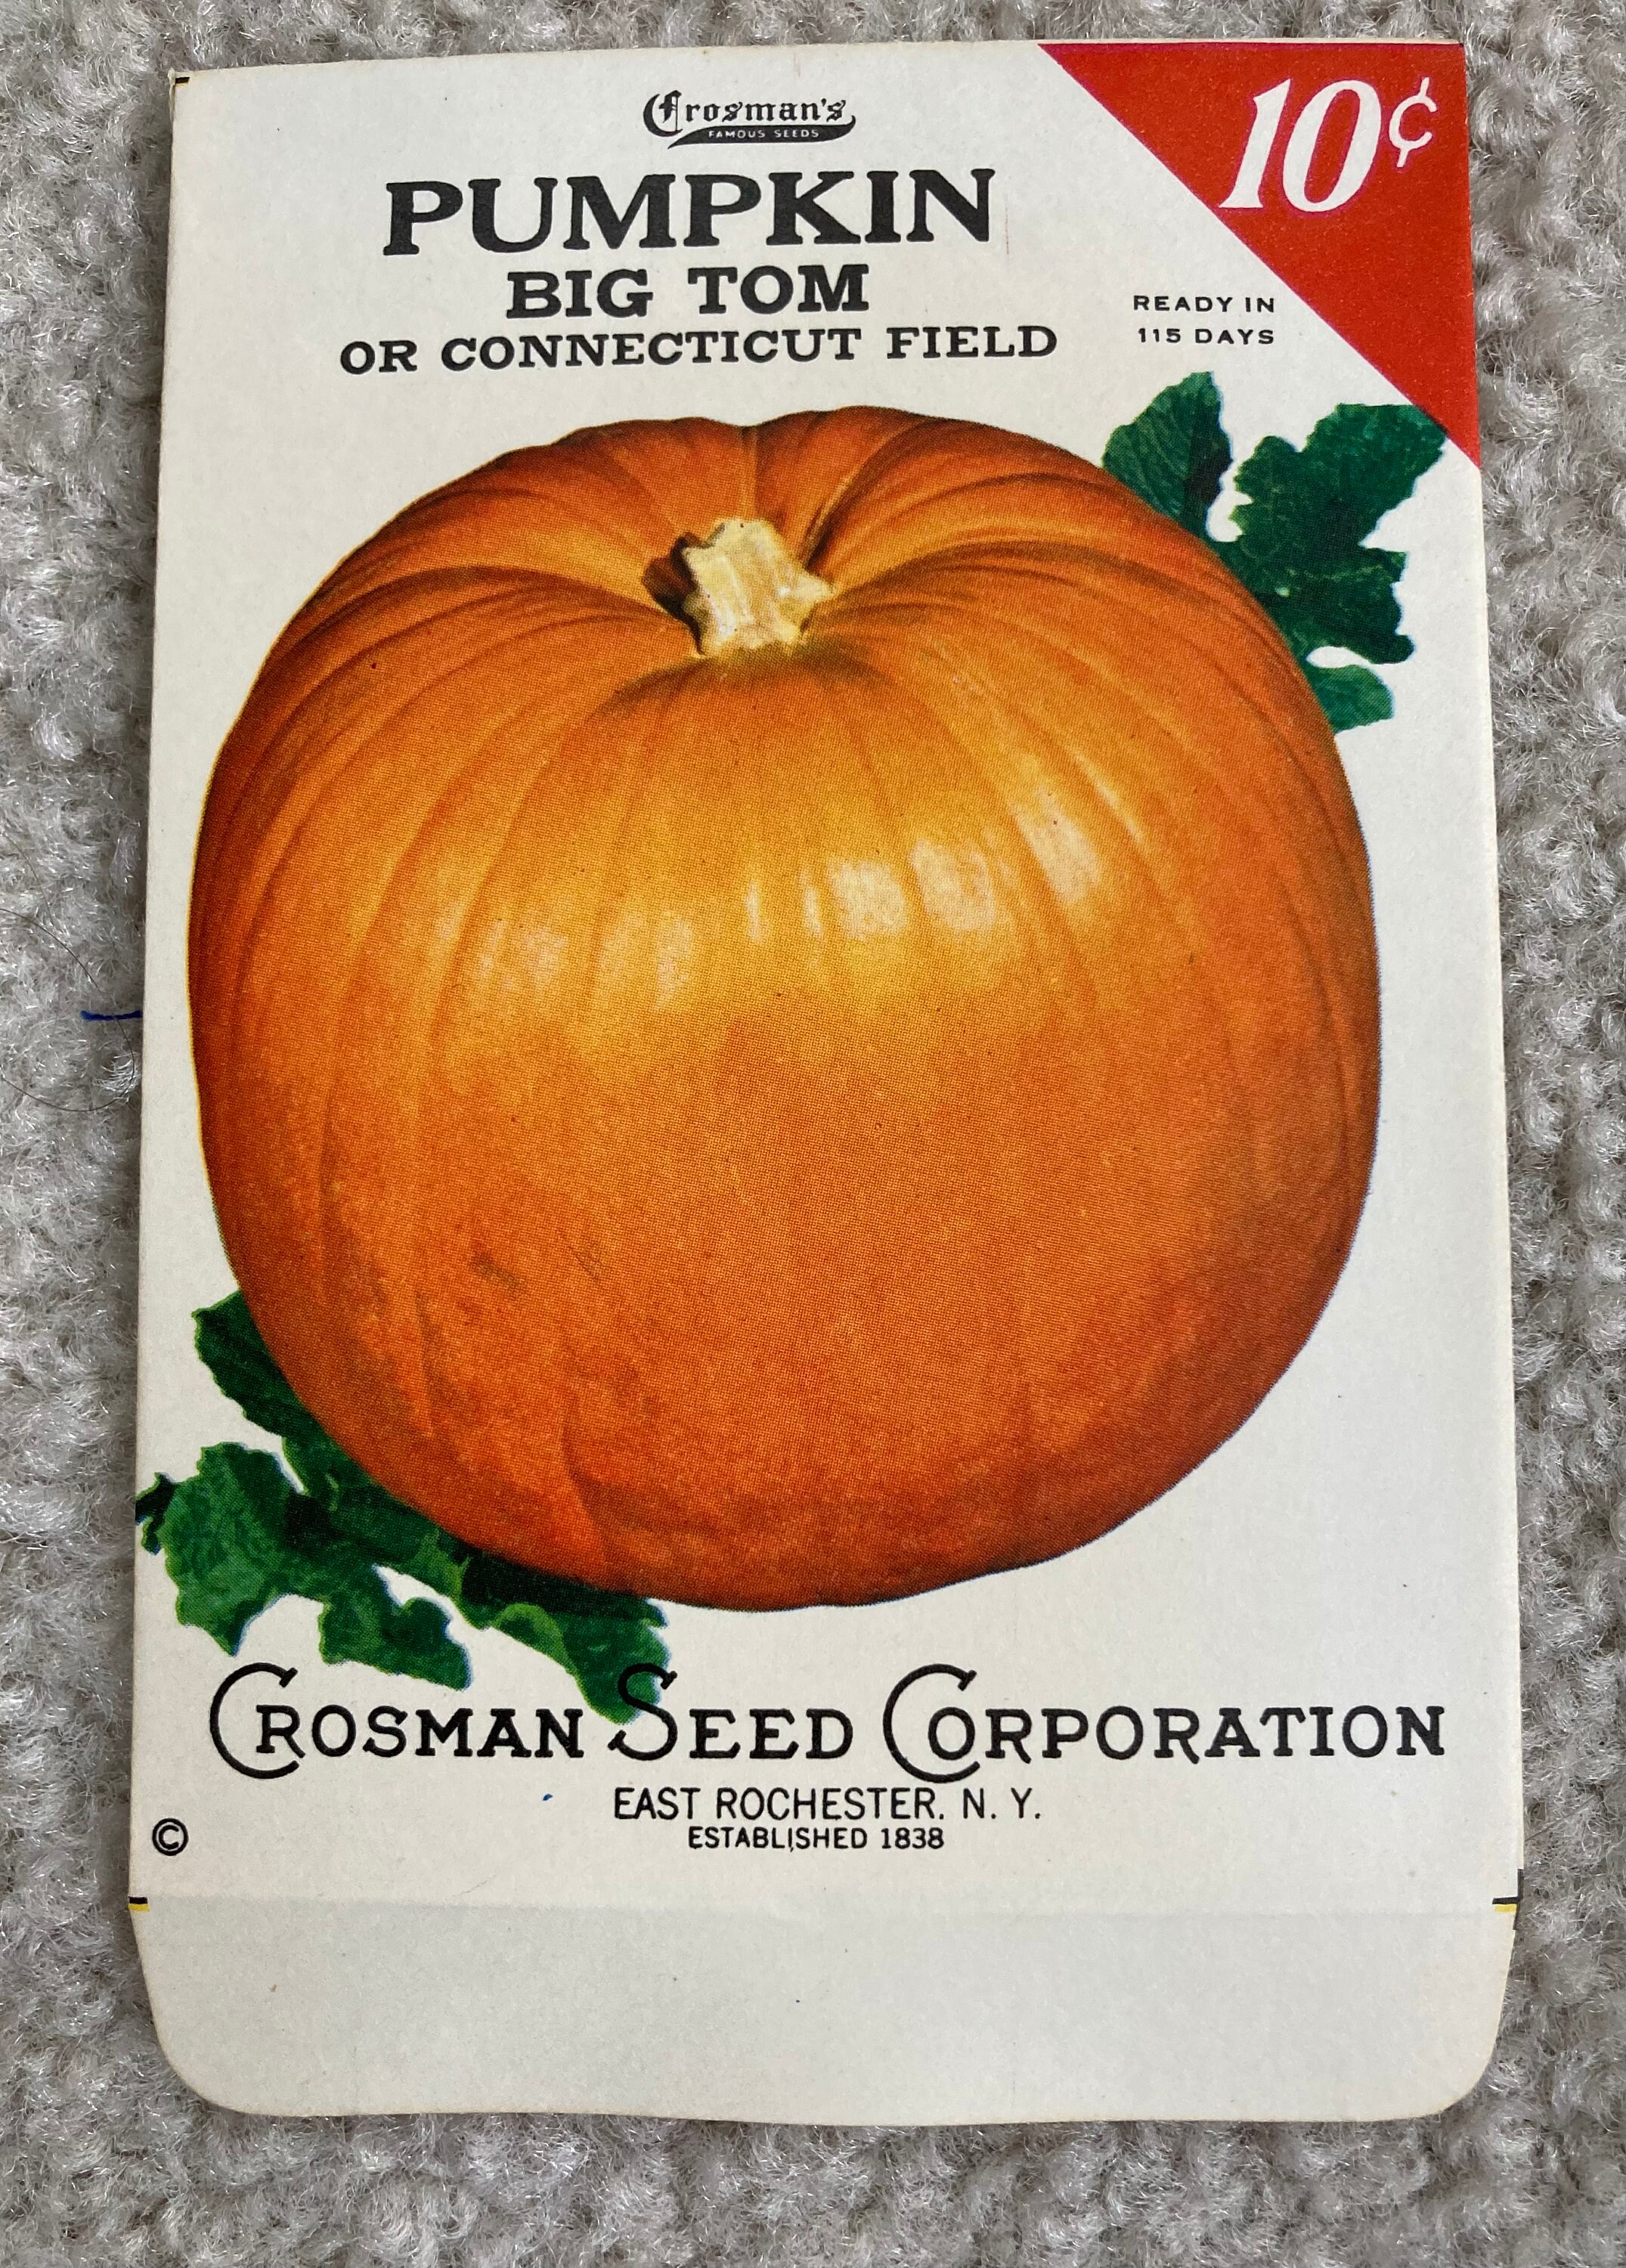 Crosman's
FAMOUS SEEDS
10¢
PUMPKIN
BIG TOM
OR CONNECTICUT FIELD
READY IN
115 DAYS
CROSMAN SEED CORPORATION
EAST ROCHESTER, N. Y.
ESTABLISHED 1838
©